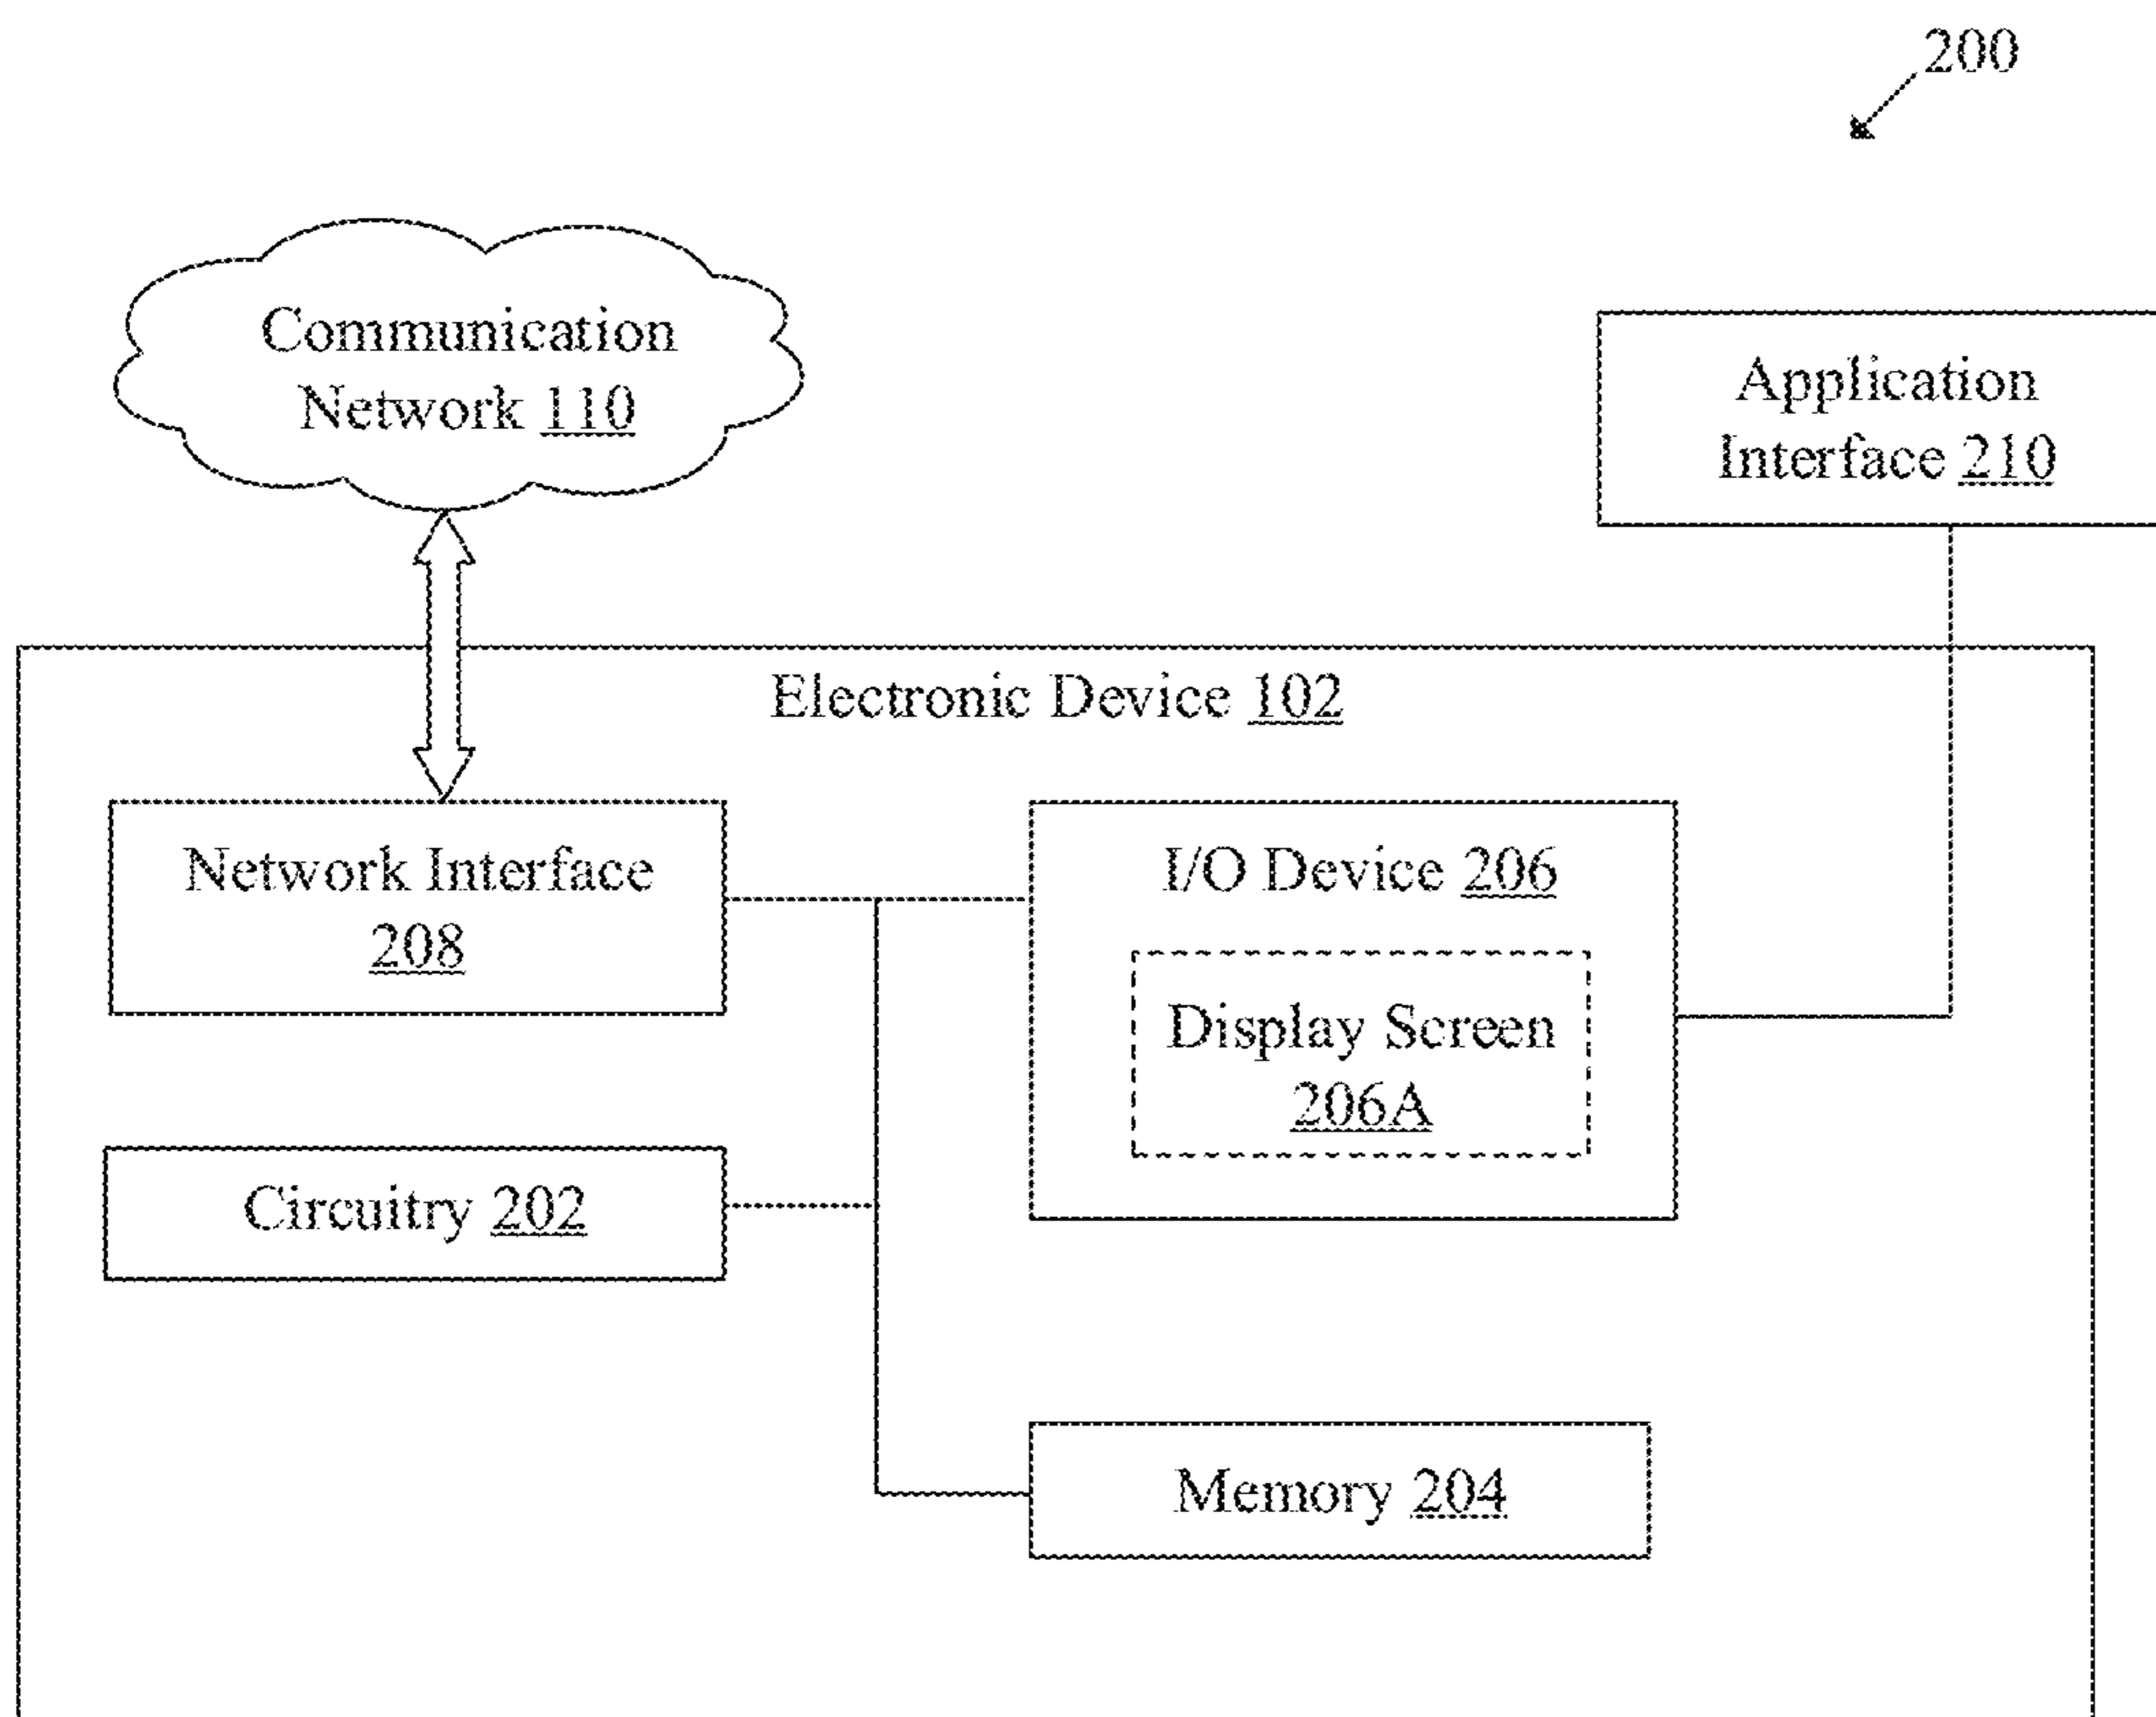 200
Communication
Network 110
Application
Interface 210
Electronic Device 102
Network Interface
208
I/O Device 206
Display Screen
206A
Circuitry 202
Memory 204